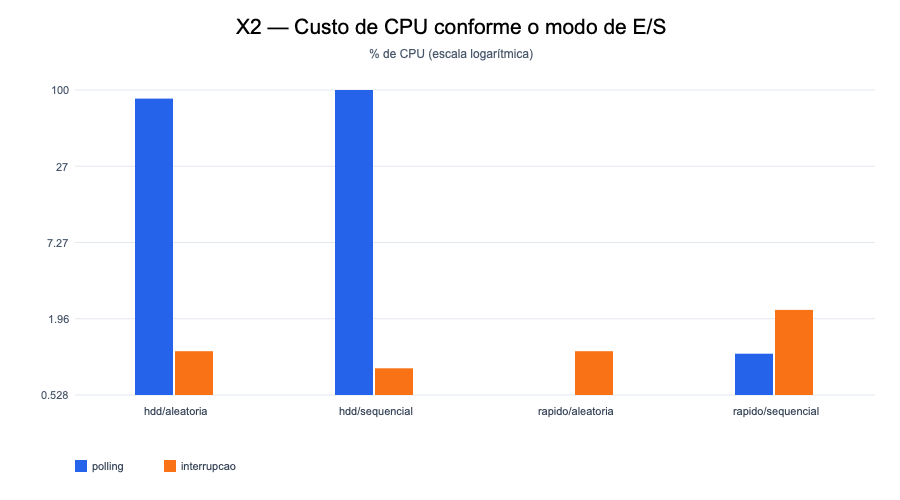 X2 — Custo de CPU conforme o modo de E/S
% de CPU (escala logarítmica)
100
27
7.27
1.96
0.528
hdd/aleatoria
hdd/sequencial
rapido/aleatoria
rapido/sequencial
polling
interrupcao